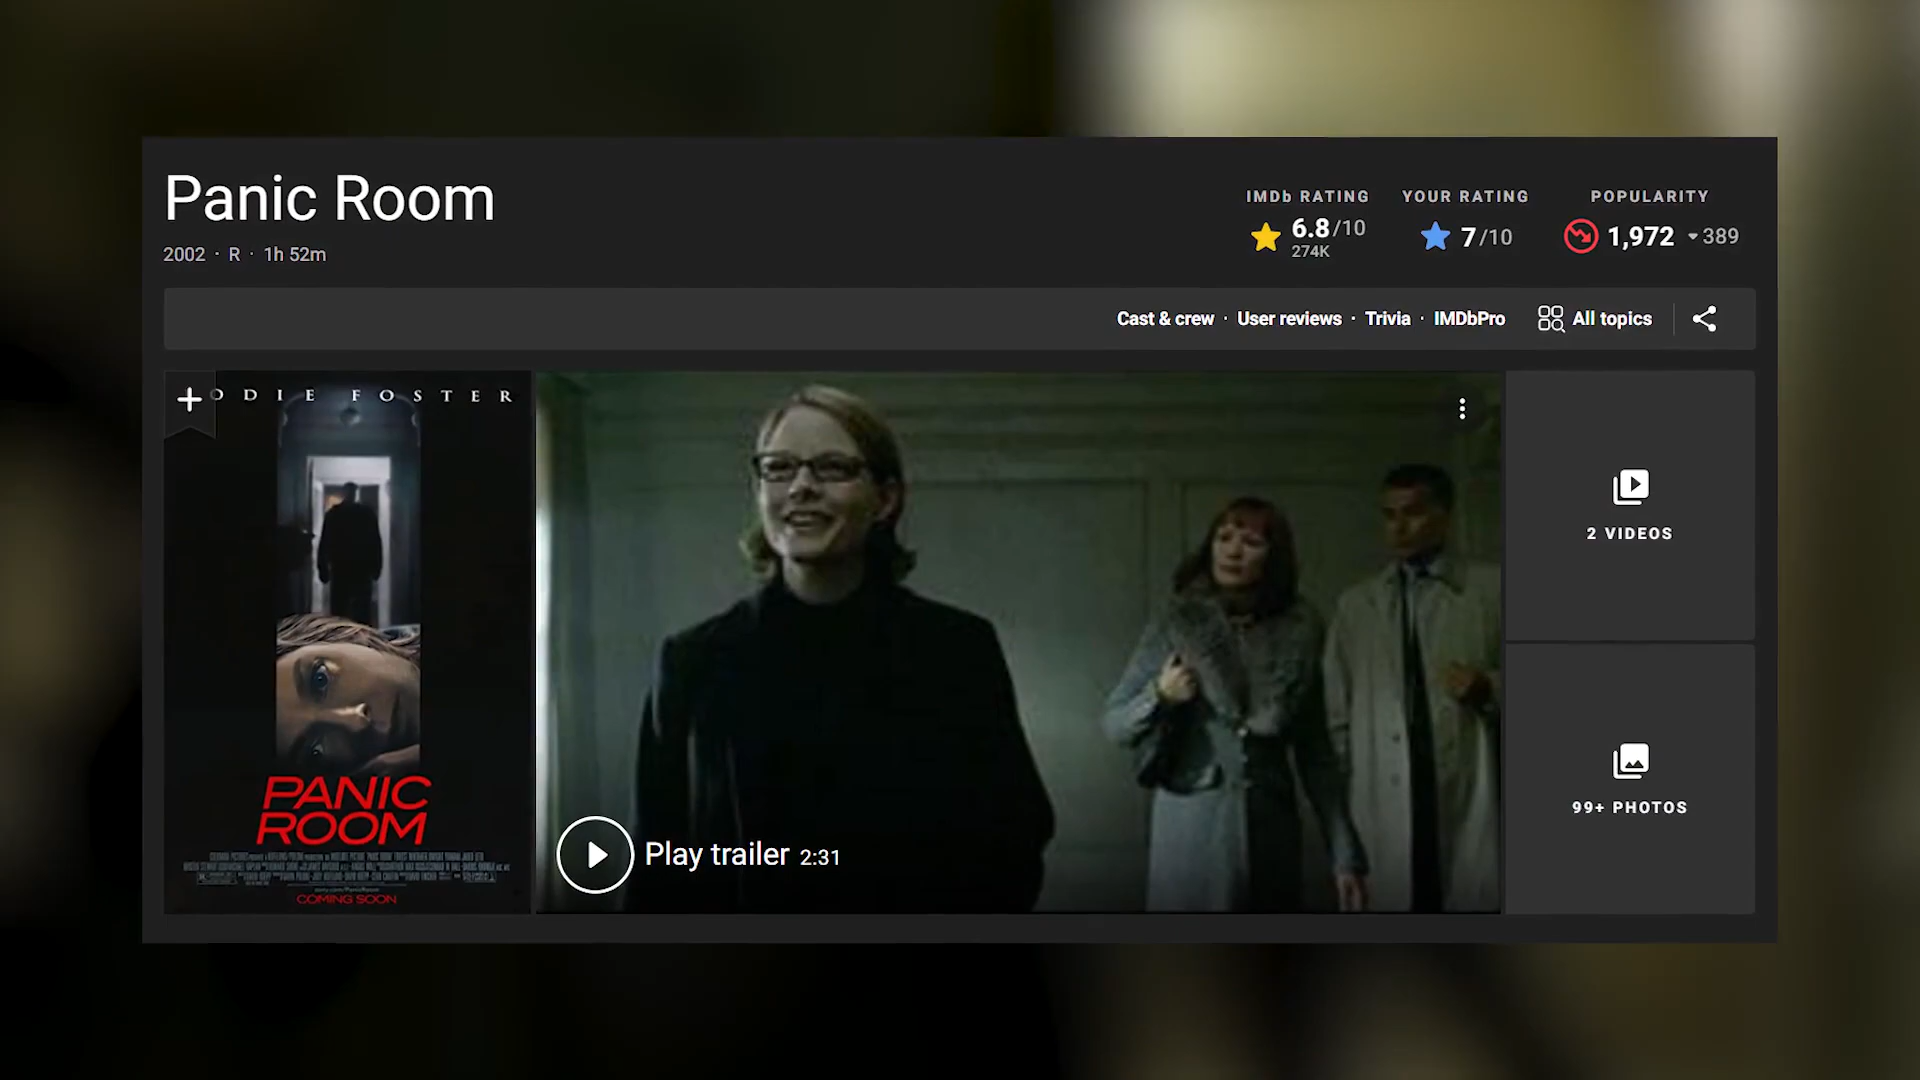 Panic Room
2002 · R · 1h 52m
IMDb RATING
6.8/10
274K
YOUR RATING
7/10
POPULARITY
1,972 389
Cast & crew · User reviews · Trivia · IMDbPro
All topics
ODIE FOSTER
PANIC
ROOM
COMING SOON
Play trailer 2:31
2 VIDEOS
99+ PHOTOS